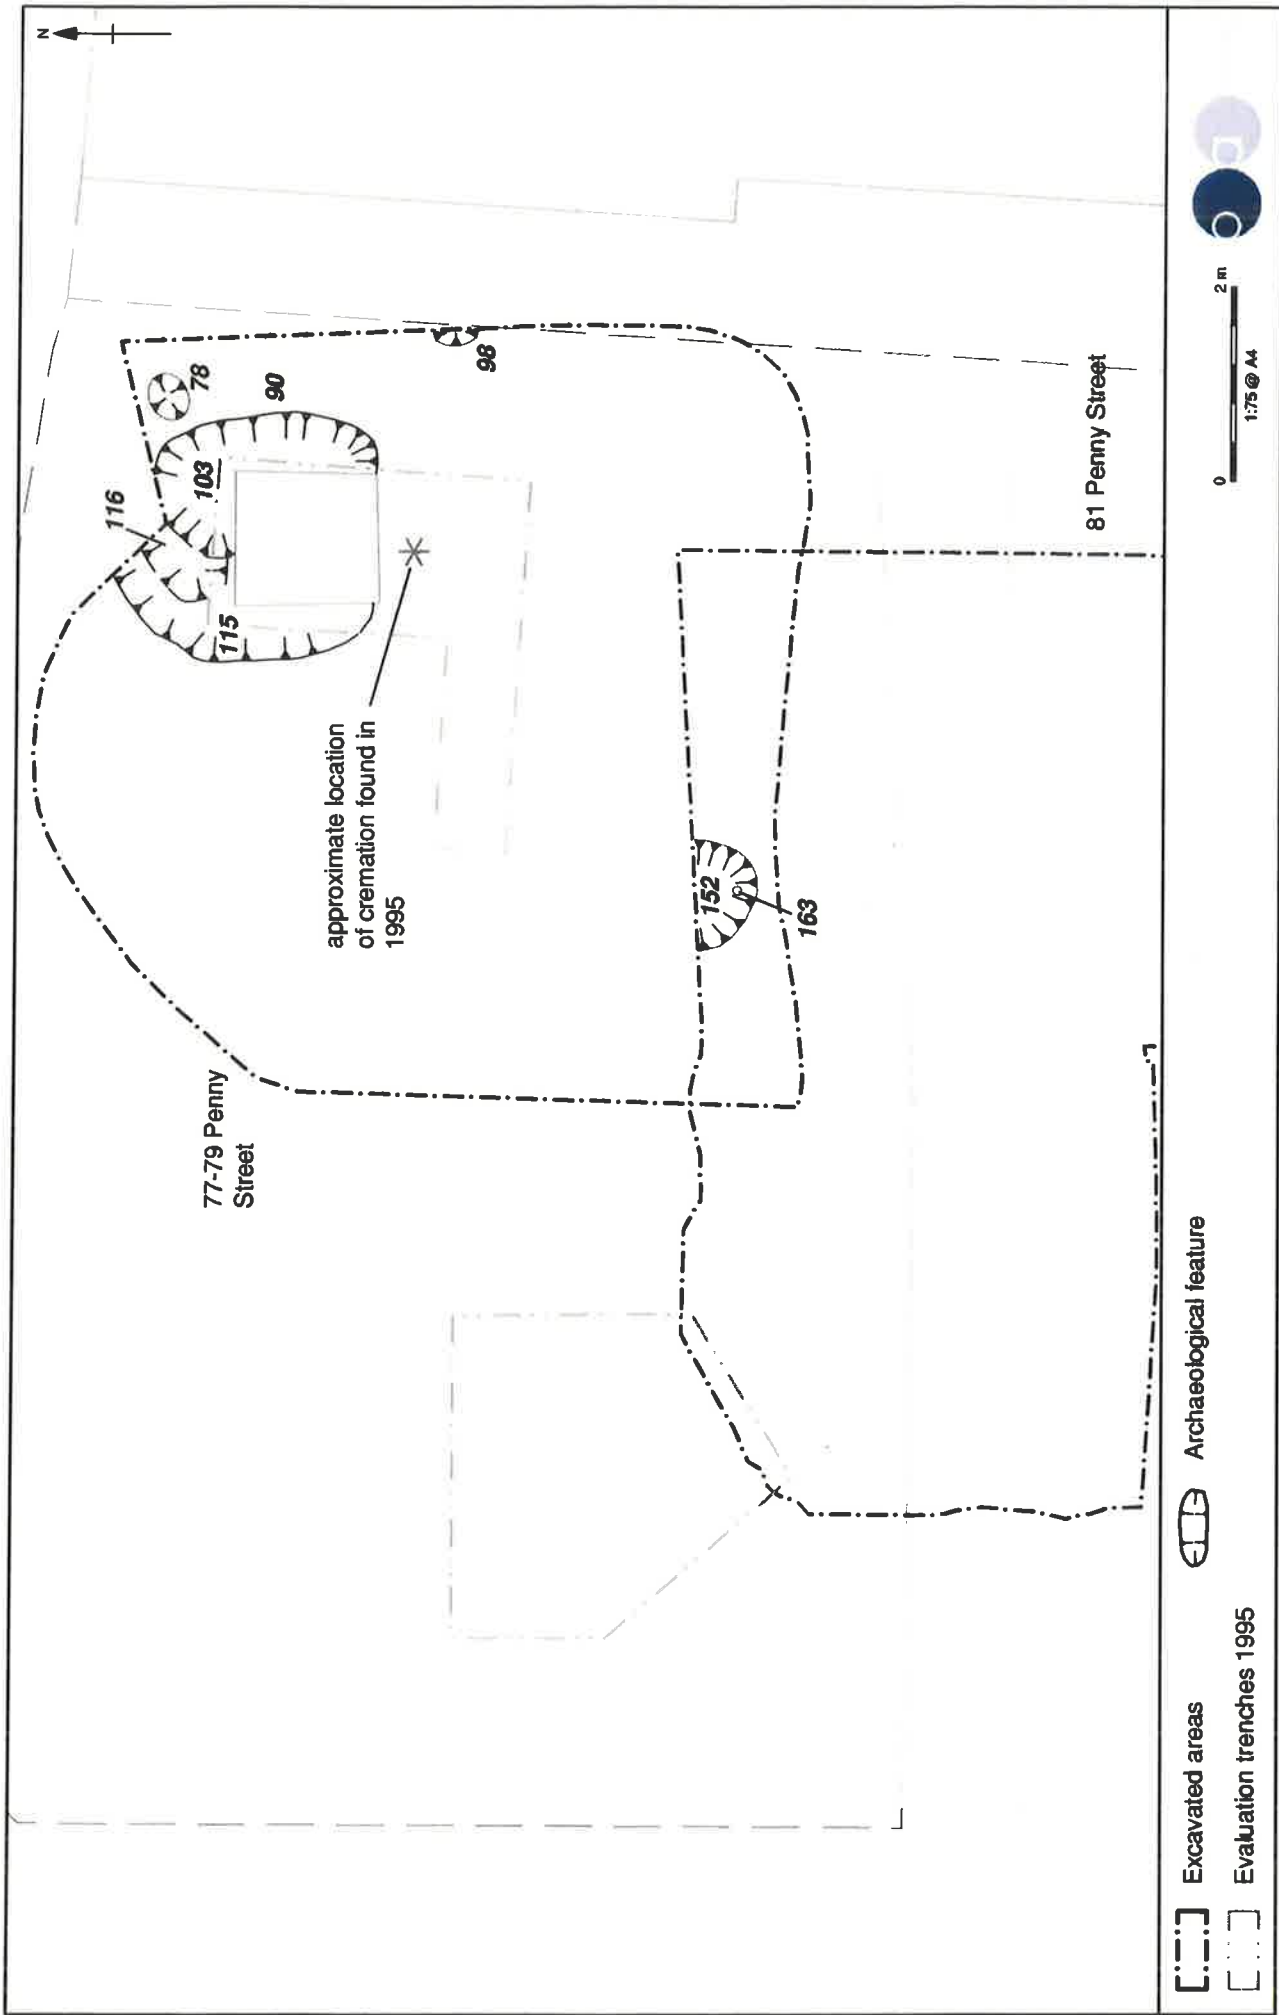 N
116
103
78
90
115
98
approximate location
of cremation found in
1995
77-79 Penny
Street
152
163
81 Penny Street
Excavated areas
Evaluation trenches 1995
Archaeological feature
0 2 m
1:75 @ A4